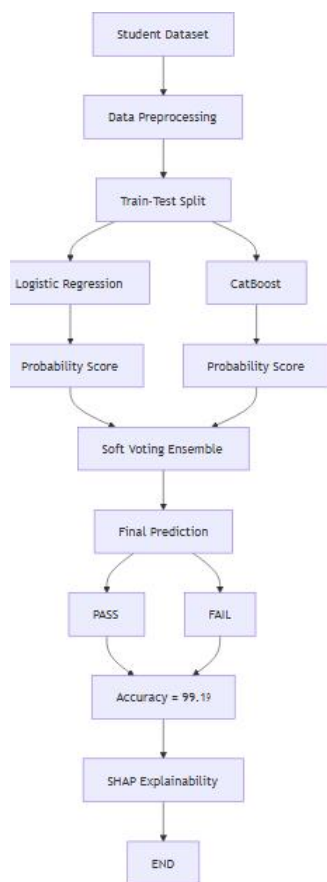 Student Dataset
Data Preprocessing
Train-Test Split
Logistic Regression
CatBoost
Probability Score
Probability Score
Soft Voting Ensemble
Final Prediction
PASS
FAIL
Accuracy = 99.19
SHAP Explainability
END